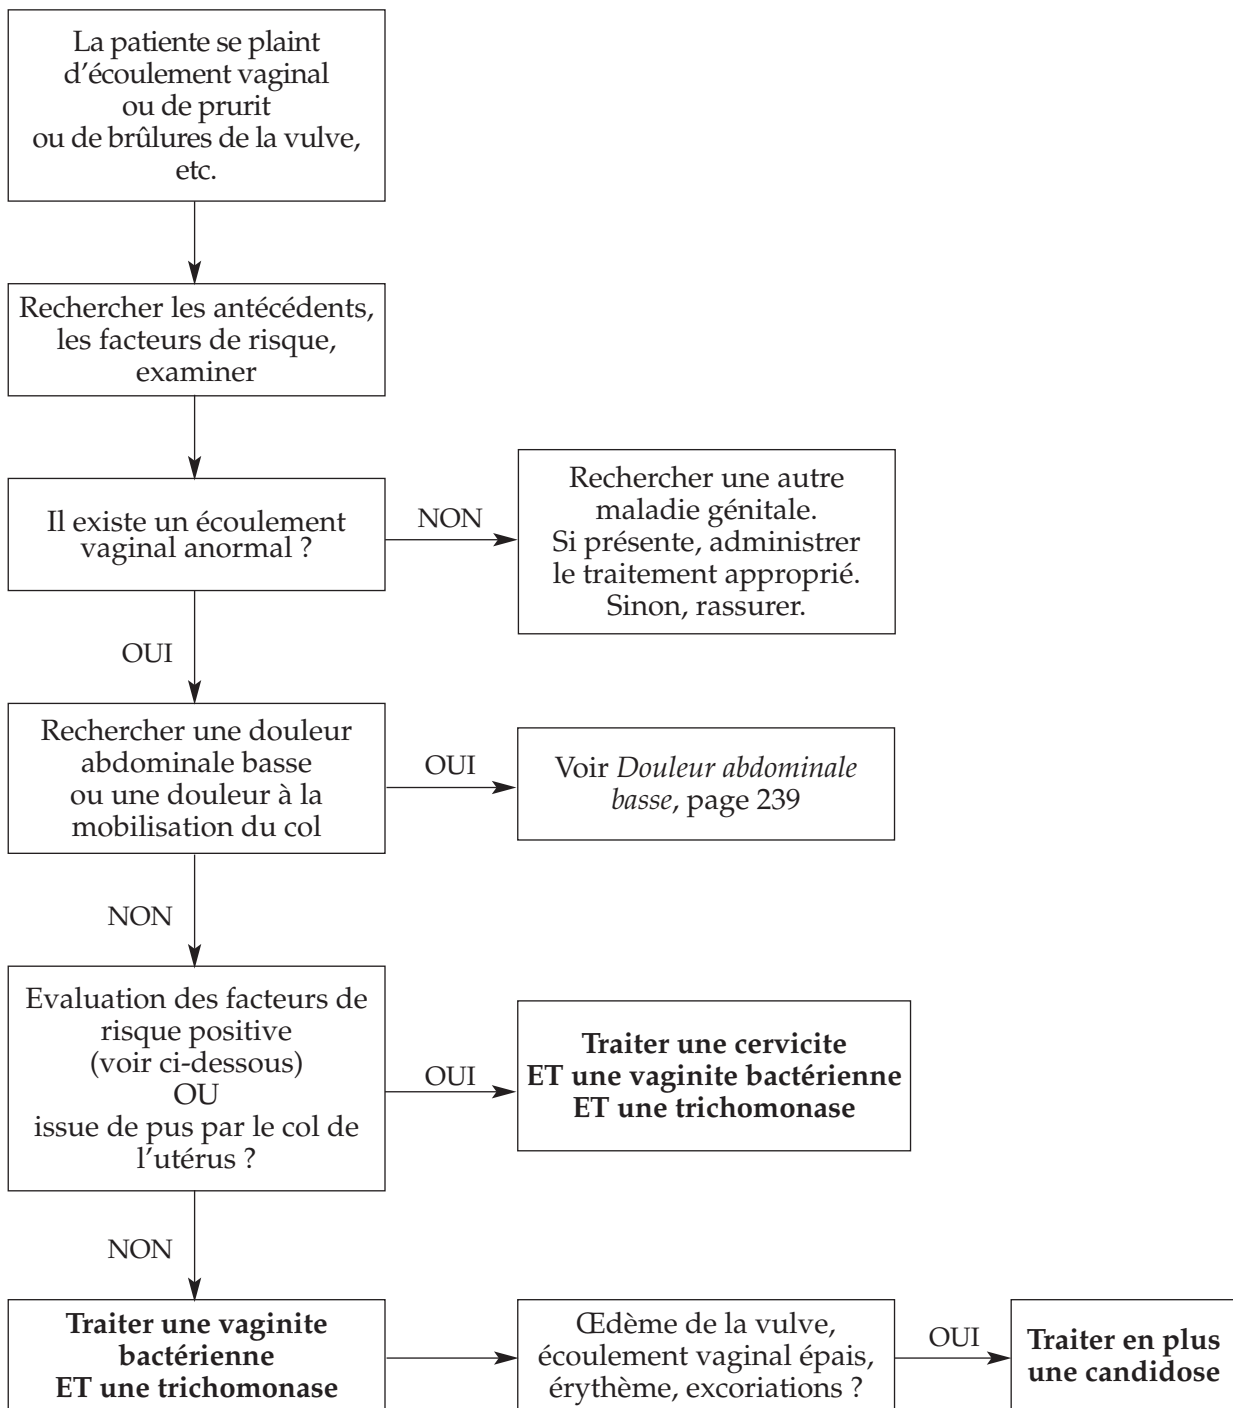 La patiente se plaint
d'écoulement vaginal
ou de prurit
ou de brûlures de la vulve,
etc.
Rechercher les antécédents,
les facteurs de risque,
examiner
Il existe un écoulement
vaginal anormal ?
NON
Rechercher une autre
maladie génitale.
Si présente, administrer
le traitement approprié.
Sinon, rassurer.
OUI
Rechercher une douleur
abdominale basse
ou une douleur à la
mobilisation du col
OUI
Voir Douleur abdominale
basse, page 239
NON
Evaluation des facteurs de
risque positive
(voir ci-dessous)
OU
issue de pus par le col de
l'utérus ?
OUI
Traiter une cervicite
ET une vaginite bactérienne
ET une trichomonase
NON
Traiter une vaginite
bactérienne
ET une trichomonase
Œdème de la vulve,
écoulement vaginal épais,
érythème, excoriations ?
OUI
Traiter en plus
une candidose